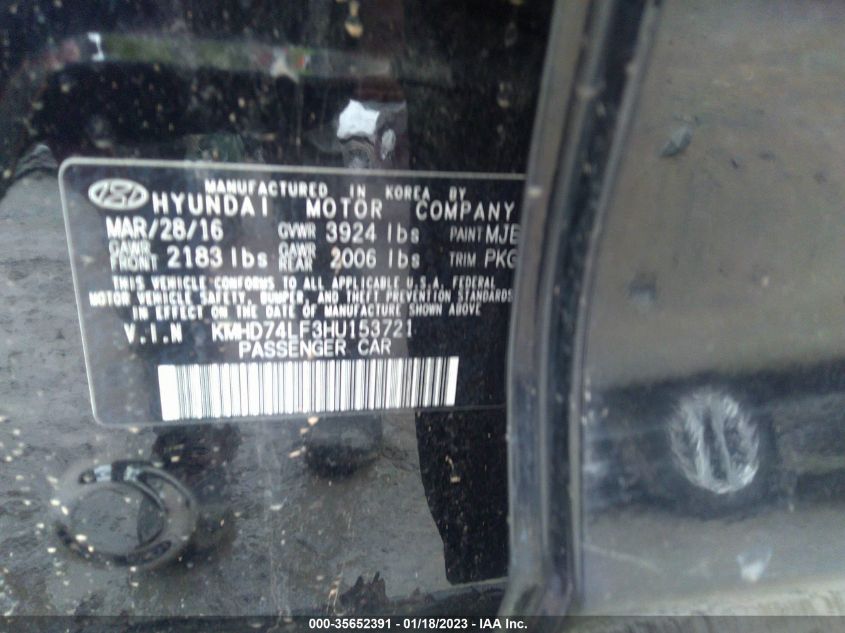 MANUFACTURED IN KOREA BY
HYUNDAI MOTOR COMPANY
MAR/28/16 GVWR 3924 lbs PAINT MJB
GAWR FRONT 2183 lbs GAWR REAR 2006 lbs TRIM PKG
THIS VEHICLE CONFORMS TO ALL APPLICABLE U.S.A. FEDERAL
MOTOR VEHICLE SAFETY, BUMPER, AND THEFT PREVENTION STANDARDS
IN EFFECT ON THE DATE OF MANUFACTURE SHOWN ABOVE
V.I.N KMHD74LF3HU153721
PASSENGER CAR
000-35652391 - 01/18/2023 - IAA Inc.